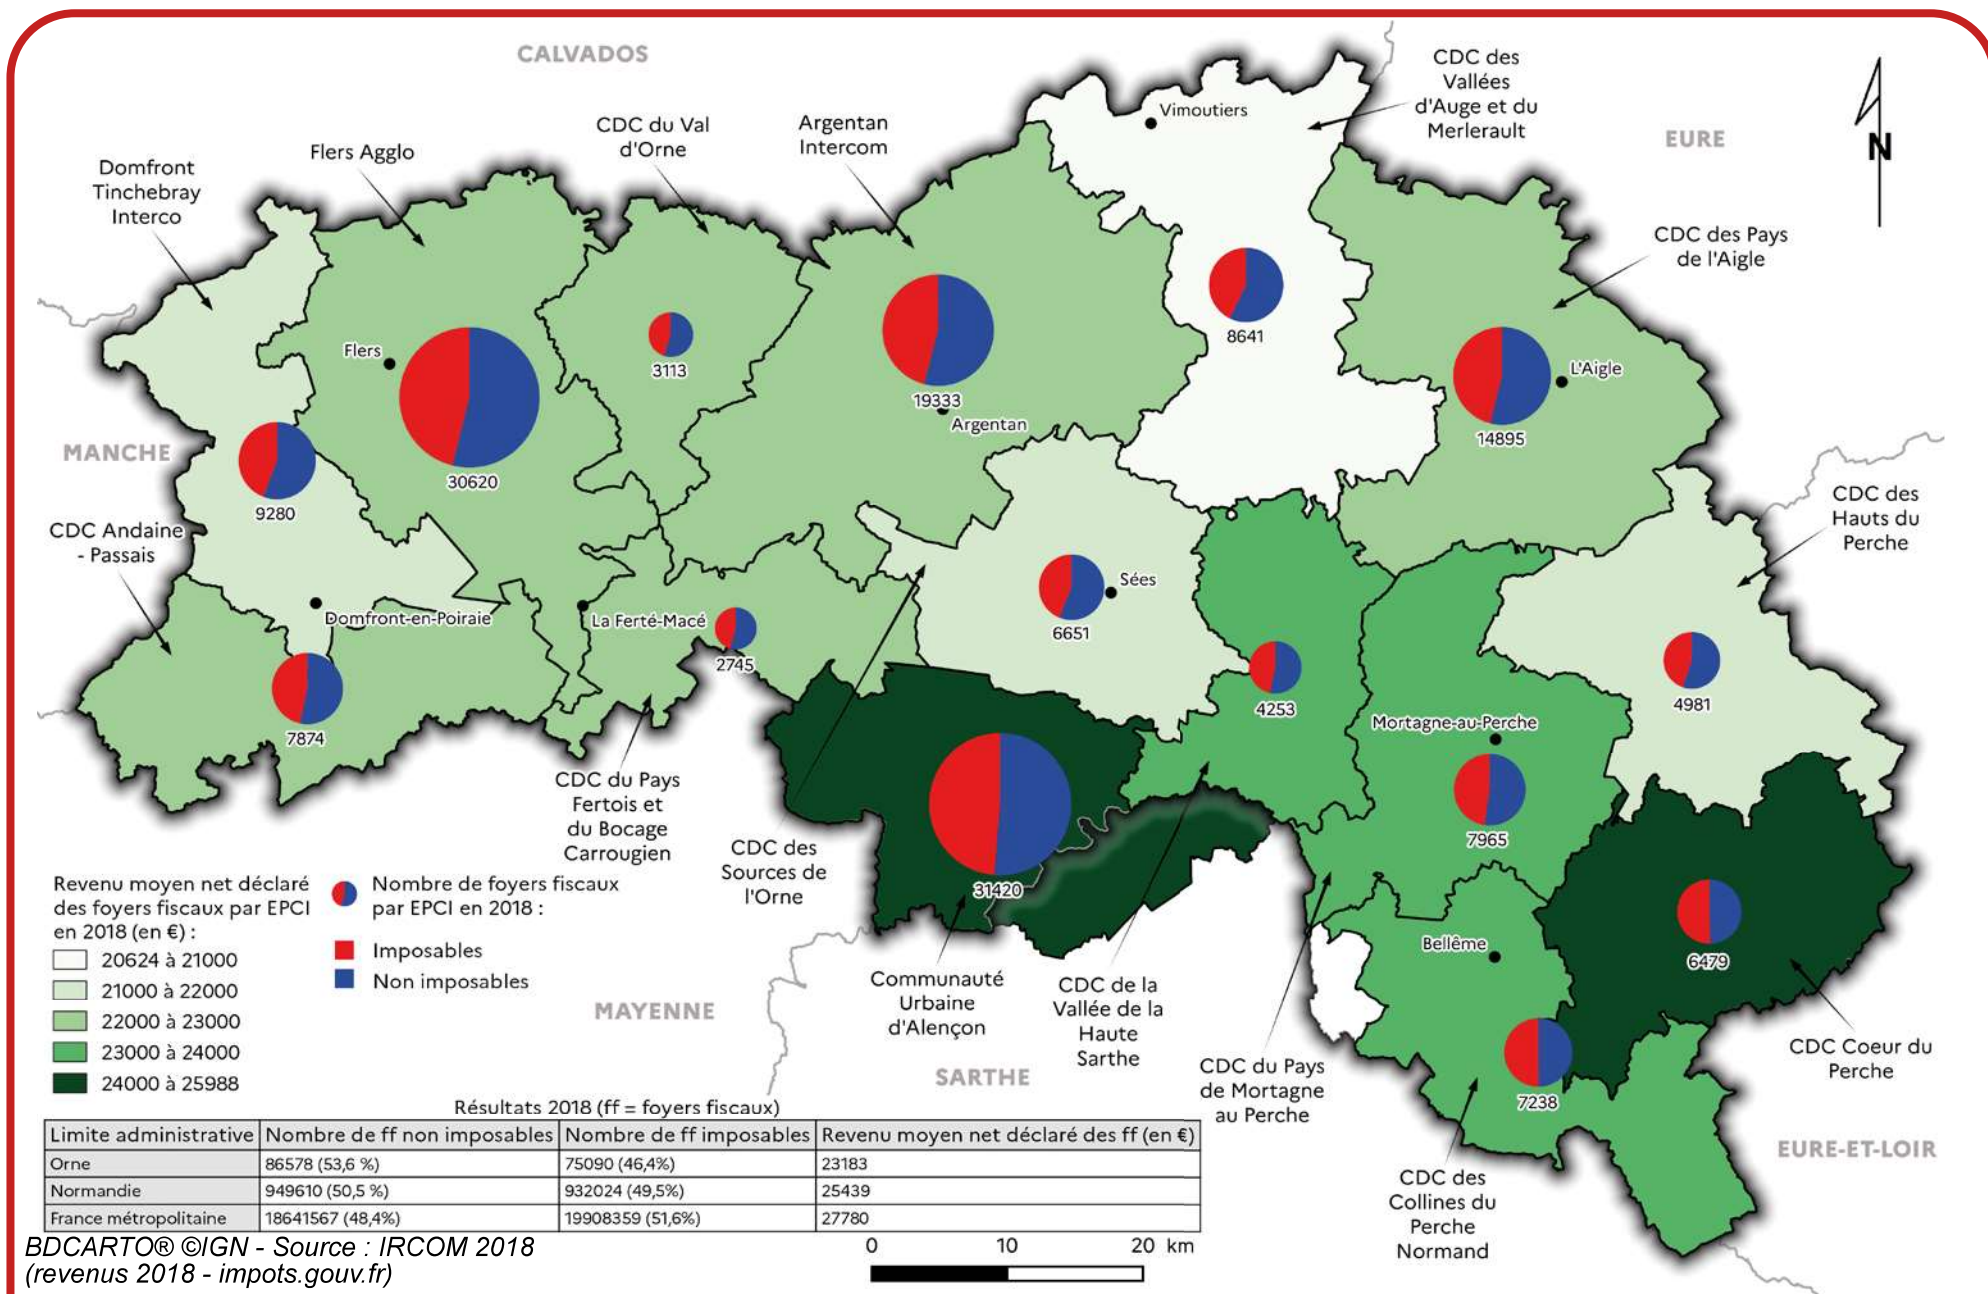 CALVADOS
EURE
MANCHE
MAYENNE
SARTHE
EURE-ET-LOIR
N
Domfront
Tinchebray
Interco
Flers Agglo
CDC du Val
d'Orne
Argentan
Intercom
CDC des
Vallées
d'Auge et du
Merlerault
CDC des Pays
de l'Aigle
CDC des
Hauts du
Perche
CDC Andaine
- Passais
CDC du Pays
Fertois et
du Bocage
Carrougien
CDC des
Sources de
l'Orne
Communauté
Urbaine
d'Alençon
CDC de la
Vallée de la
Haute
Sarthe
CDC du Pays
de Mortagne
au Perche
CDC des
Collines du
Perche
Normand
CDC Coeur du
Perche
Vimoutiers
Flers
Argentan
L'Aigle
Sées
Domfront-en-Poiraie
La Ferté-Macé
Mortagne-au-Perche
Bellême
8641
3113
19333
14895
30620
9280
6651
2745
4253
4981
7874
7965
31420
6479
7238
Revenu moyen net déclaré
des foyers fiscaux par EPCI
en 2018 (en €) :
20624 à 21000
21000 à 22000
22000 à 23000
23000 à 24000
24000 à 25988
Nombre de foyers fiscaux
par EPCI en 2018 :
Imposables
Non imposables
Résultats 2018 (ff = foyers fiscaux)
Limite administrative Nombre de ff non imposables Nombre de ff imposables Revenu moyen net déclaré des ff (en €)
Orne 86578 (53,6 %) 75090 (46,4%) 23183
Normandie 949610 (50,5 %) 932024 (49,5%) 25439
France métropolitaine 18641567 (48,4%) 19908359 (51,6%) 27780
BDCARTO® ©IGN - Source : IRCOM 2018
(revenus 2018 - impots.gouv.fr)
0 10 20 km